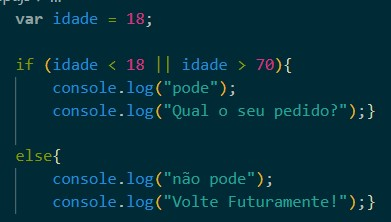 var idade = 18;
if (idade < 18 || idade > 70){
console.log("pode");
console.log("Qual o seu pedido?");}
else{
console.log("não pode");
console.log("Volte Futuramente!");}